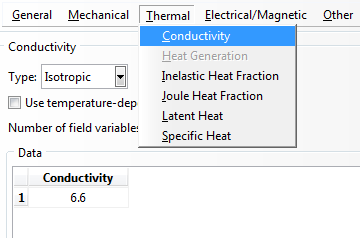 General Mechanical Thermal Electrical/Magnetic Other
Conductivity
Conductivity
Heat Generation
Type: Isotropic
Inelastic Heat Fraction
Use temperature-dep
Joule Heat Fraction
Latent Heat
Number of field variables
Specific Heat
Data
Conductivity
1 6.6